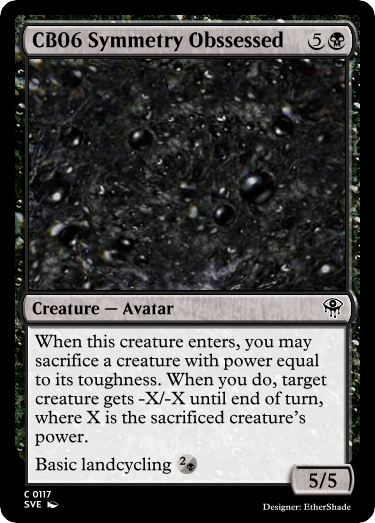 CB06 Symmetry Obssessed 5
Creature — Avatar
When this creature enters, you may
sacrifice a creature with power equal
to its toughness. When you do, target
creature gets -X/-X until end of turn,
where X is the sacrificed creature's
power.
Basic landcycling 2
5/5
C 0117
SVE
Designer: EtherShade